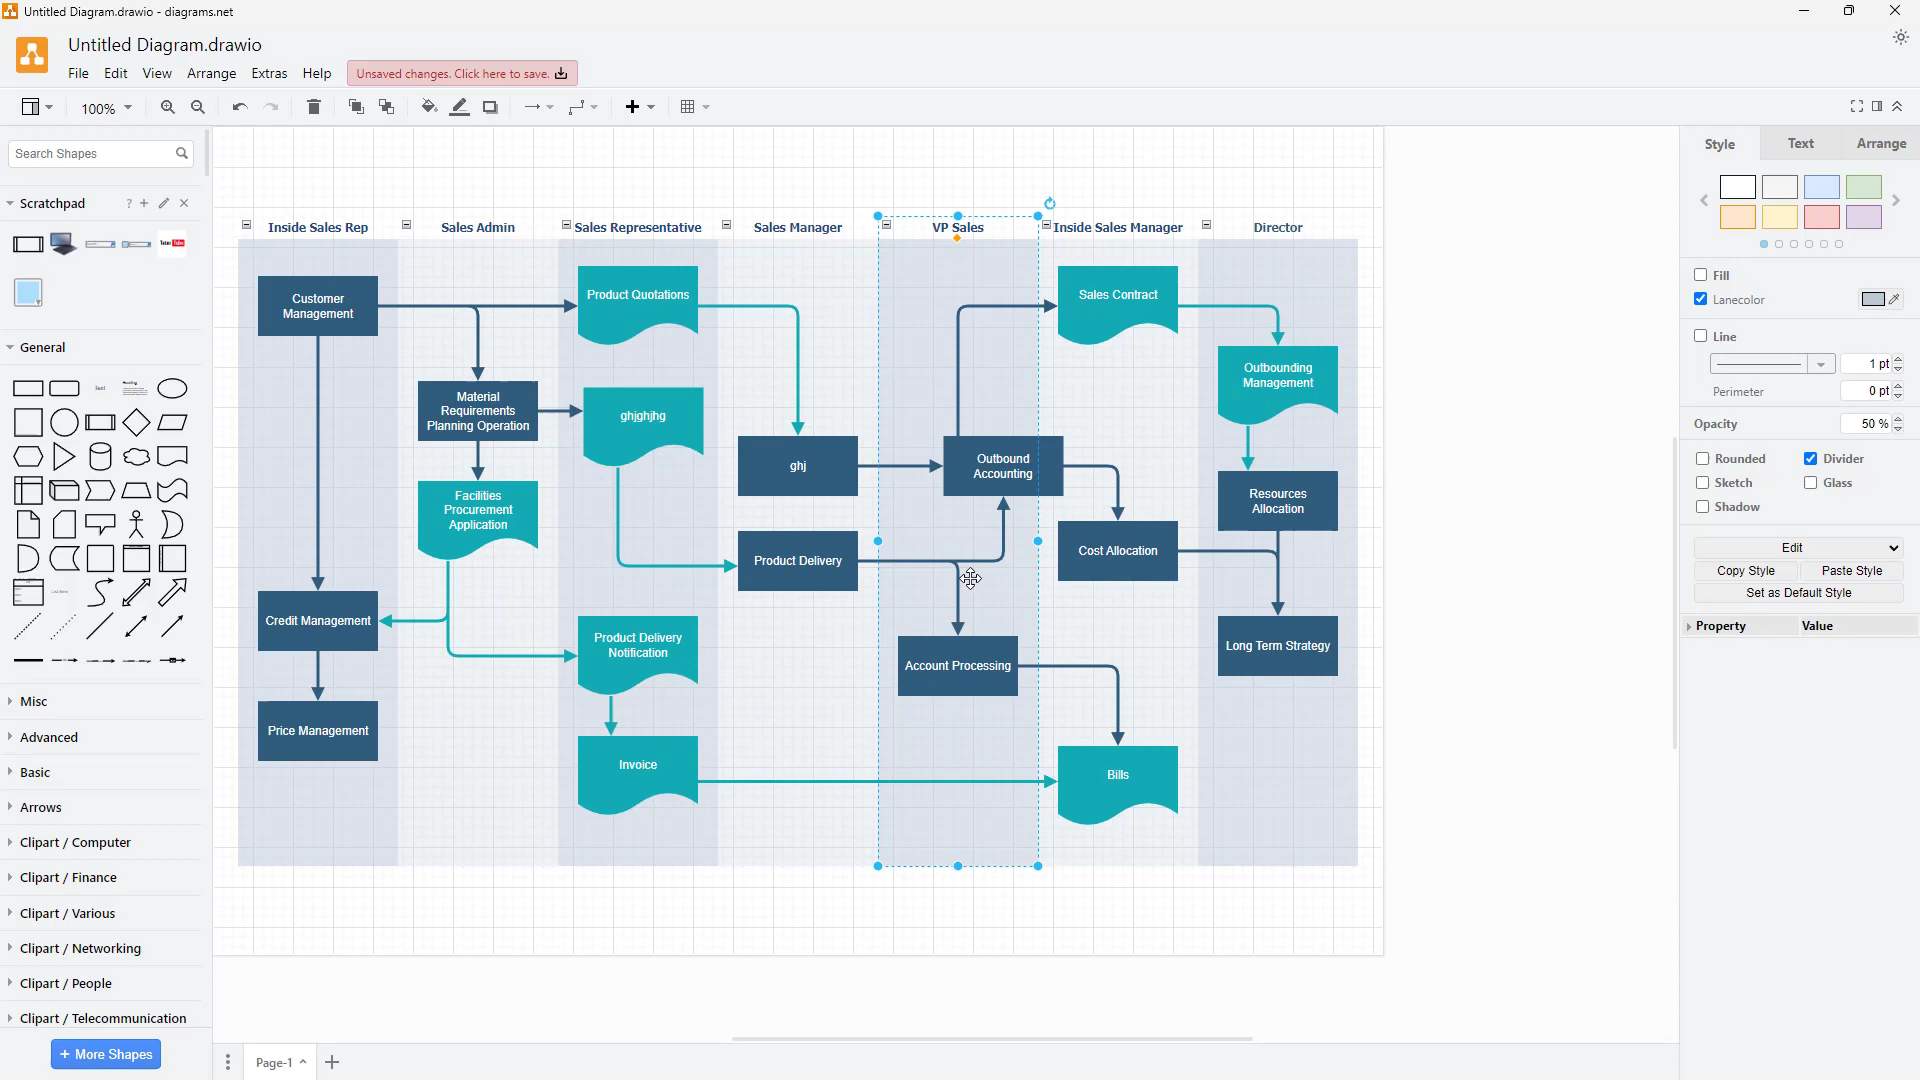 Untitled Diagram.drawio - diagrams.net
Untitled Diagram.drawio
File Edit View Arrange Extras Help Unsaved changes. Click here to save.
100%
Search Shapes
Scratchpad
?
YouTube
General
Text
Heading
List Item
Misc
Advanced
Basic
Arrows
Clipart / Computer
Clipart / Finance
Clipart / Various
Clipart / Networking
Clipart / People
Clipart / Telecommunication
+ More Shapes
Inside Sales Rep Sales Admin Sales Representative Sales Manager VP Sales Inside Sales Manager Director
Customer
Management
Product Quotations
Sales Contract
Outbounding
Management
Material
Requirements
Planning Operation
ghjghjhg
ghj
Outbound
Accounting
Facilities
Procurement
Application
Resources
Allocation
Product Delivery
Cost Allocation
Credit Management
Product Delivery
Notification
Account Processing
Long Term Strategy
Price Management
Invoice
Bills
Page-1
Style Text Arrange
Fill
Lanecolor
Line
1 pt
Perimeter 0 pt
Opacity 50 %
Rounded Divider
Sketch Glass
Shadow
Edit
Copy Style Paste Style
Set as Default Style
Property Value